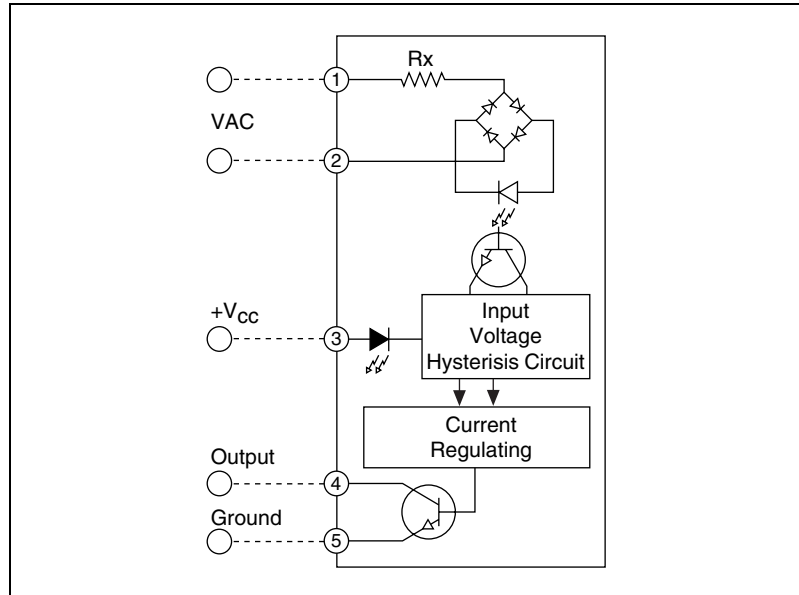 Rx
1
VAC
2
+VCC
3
Input
Voltage
Hysterisis Circuit
Current
Regulating
Output
4
Ground
5